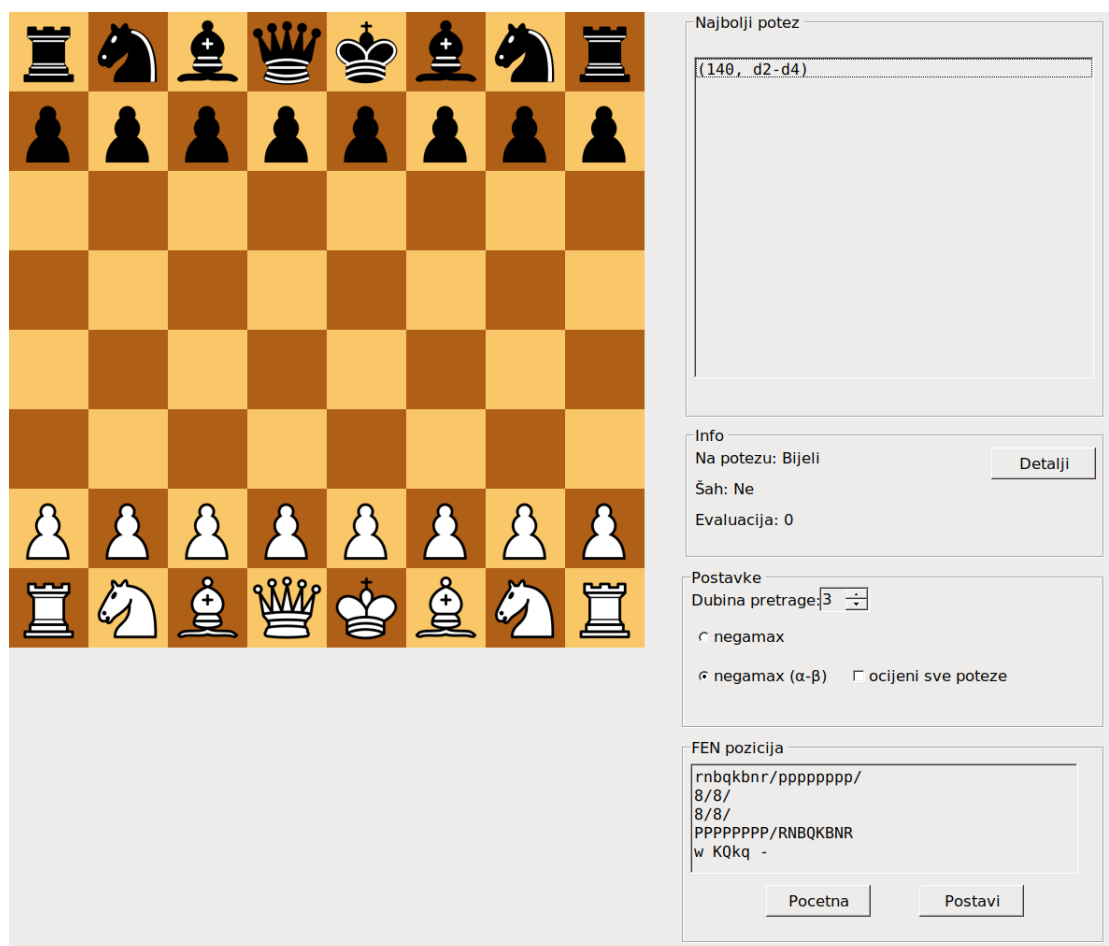 Najbolji potez
(140, d2-d4)
Info
Na potezu: Bijeli
Detalji
Šah: Ne
Evaluacija: 0
Postavke
Dubina pretrage: 3
negamax
negamax (α-β) ocijeni sve poteze
FEN pozicija
rnbqkbnr/pppppppp/
8/8/
8/8/
PPPPPPPP/RNBQKBNR
w KQkq -
Pocetna Postavi